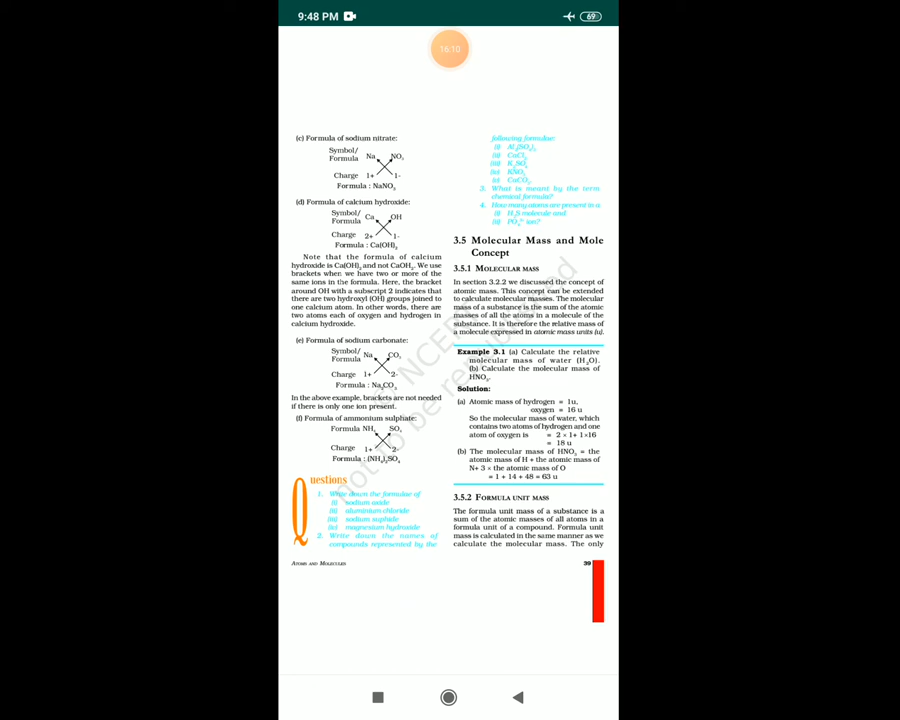 9:48 PM
69
16:10
(c) Formula of sodium nitrate:
Symbol/
Formula Na NO₃
Charge 1+ 1-
Formula : NaNO₃
(d) Formula of calcium hydroxide:
Symbol/
Formula Ca OH
Charge 2+ 1-
Formula : Ca(OH)₂
Note that the formula of calcium
hydroxide is Ca(OH)₂ and not CaOH₂. We use
brackets when we have two or more of the
same ions in the formula. Here, the bracket
around OH with a subscript 2 indicates that
there are two hydroxyl (OH) groups joined to
one calcium atom. In other words, there are
two atoms each of oxygen and hydrogen in
calcium hydroxide.
(e) Formula of sodium carbonate:
Symbol/
Formula Na CO₃
Charge 1+ 2-
Formula : Na₂CO₃
In the above example, brackets are not needed
if there is only one ion present.
(f) Formula of ammonium sulphate:
Formula NH₄ SO₄
Charge 1+ 2-
Formula : (NH₄)₂SO₄
Questions
1. Write down the formulae of
(i) sodium oxide
(ii) aluminium chloride
(iii) sodium suphide
(iv) magnesium hydroxide
2. Write down the names of
compounds represented by the
following formulae:
(i) Al₂(SO₄)₃
(ii) CaCl₂
(iii) K₂SO₄
(iv) KNO₃
(v) CaCO₃.
3. What is meant by the term
chemical formula?
4. How many atoms are present in a
(i) H₂S molecule and
(ii) PO₄³⁻ ion?
3.5 Molecular Mass and Mole
Concept
3.5.1 MOLECULAR MASS
In section 3.2.2 we discussed the concept of
atomic mass. This concept can be extended
to calculate molecular masses. The molecular
mass of a substance is the sum of the atomic
masses of all the atoms in a molecule of the
substance. It is therefore the relative mass of
a molecule expressed in atomic mass units (u).
Example 3.1 (a) Calculate the relative
molecular mass of water (H₂O).
(b) Calculate the molecular mass of
HNO₃.
Solution:
(a) Atomic mass of hydrogen = 1u,
oxygen = 16 u
So the molecular mass of water, which
contains two atoms of hydrogen and one
atom of oxygen is = 2 × 1+ 1×16
= 18 u
(b) The molecular mass of HNO₃ = the
atomic mass of H + the atomic mass of
N+ 3 × the atomic mass of O
= 1 + 14 + 48 = 63 u
3.5.2 FORMULA UNIT MASS
The formula unit mass of a substance is a
sum of the atomic masses of all atoms in a
formula unit of a compound. Formula unit
mass is calculated in the same manner as we
calculate the molecular mass. The only
ATOMS AND MOLECULES
39
NCERT
not to be republished